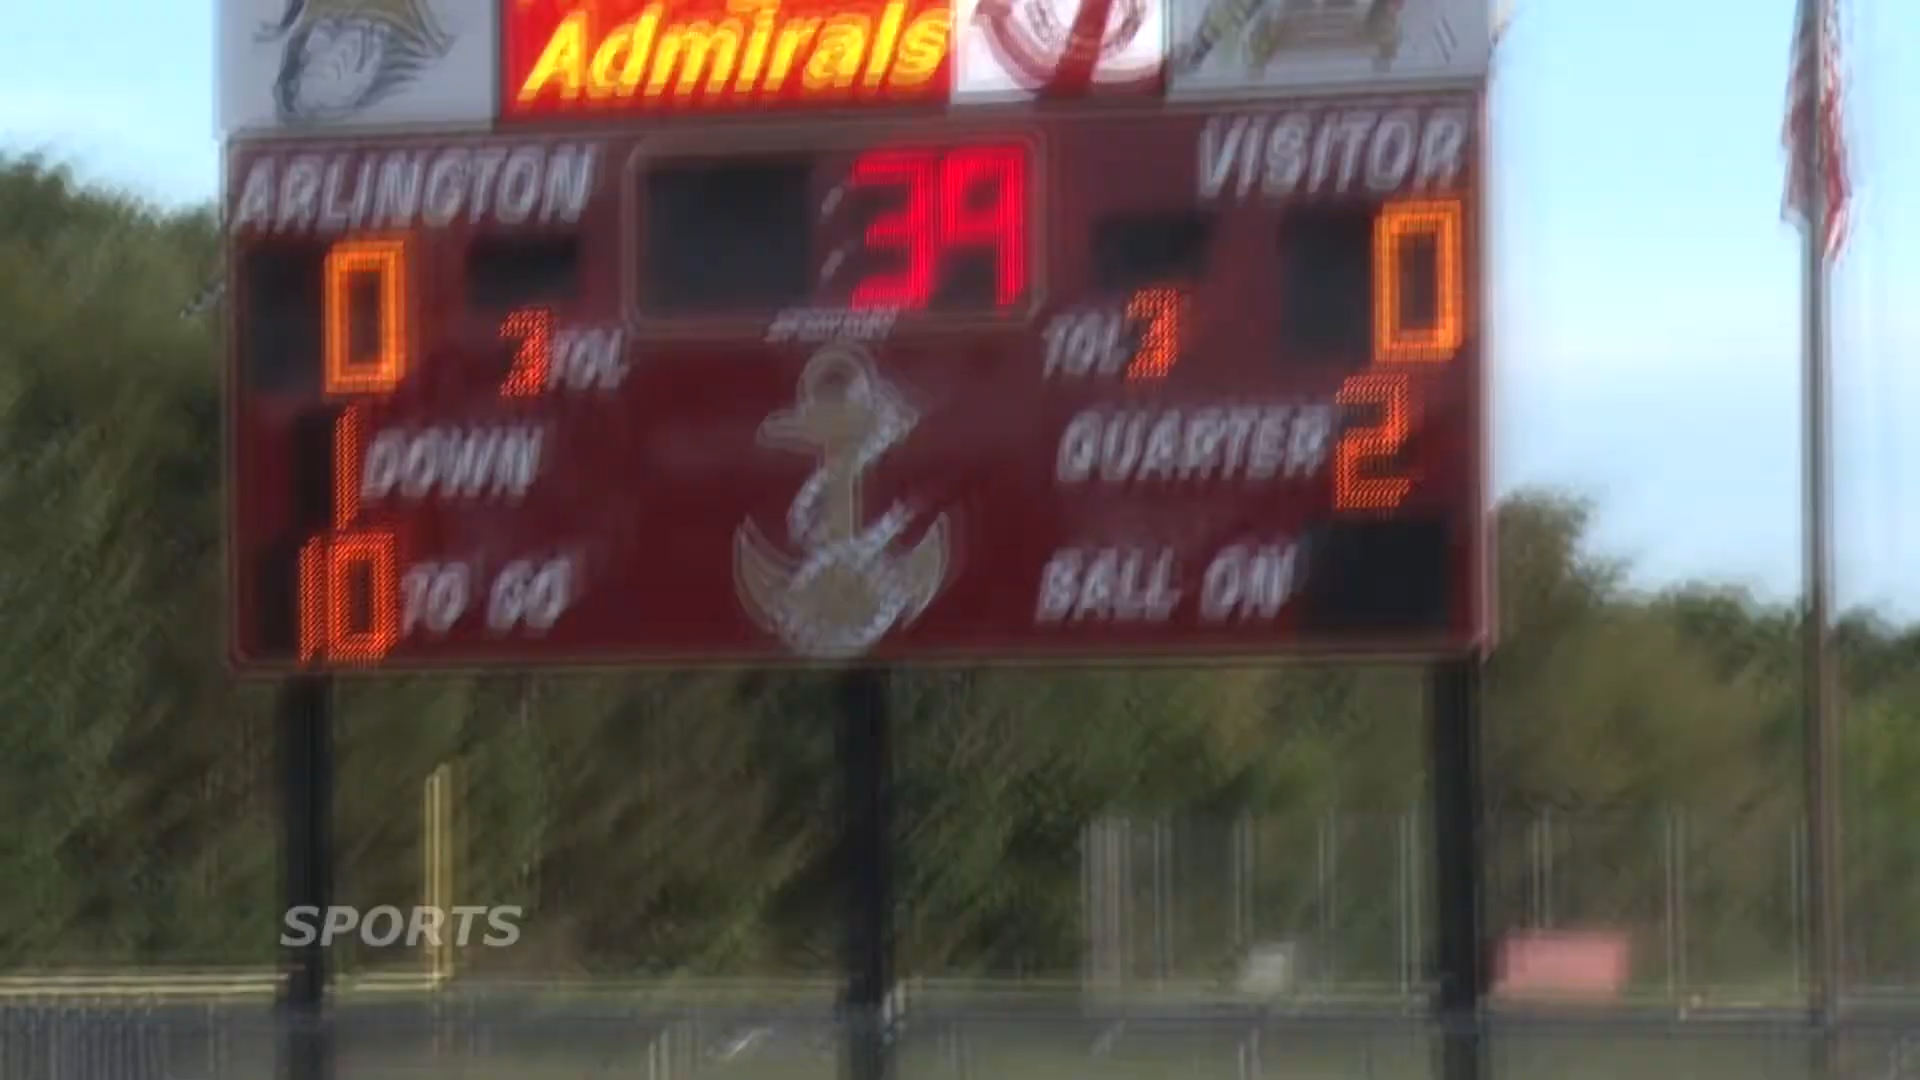 Admirals
ARLINGTON
VISITOR
39
0
0
3 TOL
TOL 3
1 DOWN
QUARTER 2
10 TO GO
BALL ON
SPORTS